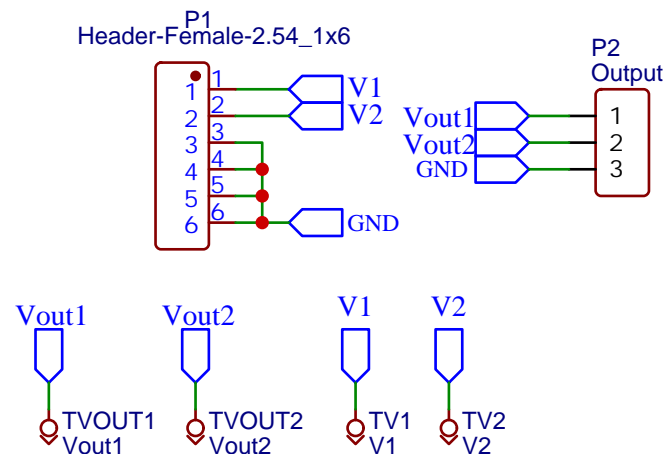 P1
Header-Female-2.54_1x6
1 1 V1
2 2 V2
3 3
4 4
5 5
6 6 GND
P2
Output
Vout1 1
Vout2 2
GND 3
Vout1 Vout2 V1 V2
TVOUT1 TVOUT2 TV1 TV2
Vout1 Vout2 V1 V2